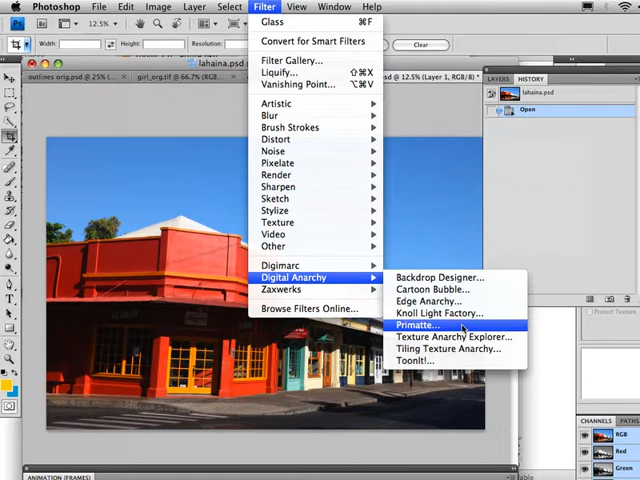 Photoshop File Edit Image Layer Select Filter Analysis View Window Help
12.5%
Width: Height: Resolution: Clear
outlines orig.psd @ 25% ( girl_org.tif @ 66.7% (RG... psd @ 12.5% (Layer 1, RGB/8) *
lahaina.psd
Glass ⌘F
Convert for Smart Filters
Filter Gallery...
Liquify... ⇧⌘X
Vanishing Point... ⌥⌘V
Artistic
Blur
Brush Strokes
Distort
Noise
Pixelate
Render
Sharpen
Sketch
Stylize
Texture
Video
Other
Digimarc
Digital Anarchy
Zaxwerks
Browse Filters Online...
Backdrop Designer...
Cartoon Bubble...
Edge Anarchy...
Knoll Light Factory...
Primatte...
Texture Anarchy Explorer...
Tiling Texture Anarchy...
ToonIt!...
LAYERS HISTORY
lahaina.psd
Open
Protect Texture
CHANNELS PATHS
RGB
Red
Green
ANIMATION (FRAMES)